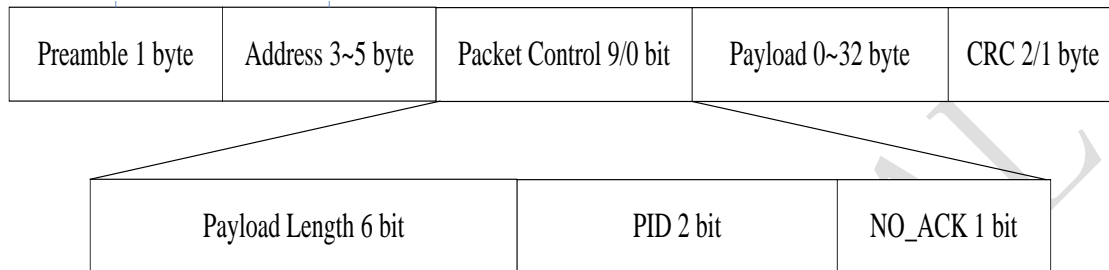 Preamble 1 byte Address 3~5 byte Packet Control 9/0 bit Payload 0~32 byte CRC 2/1 byte
Payload Length 6 bit PID 2 bit NO_ACK 1 bit